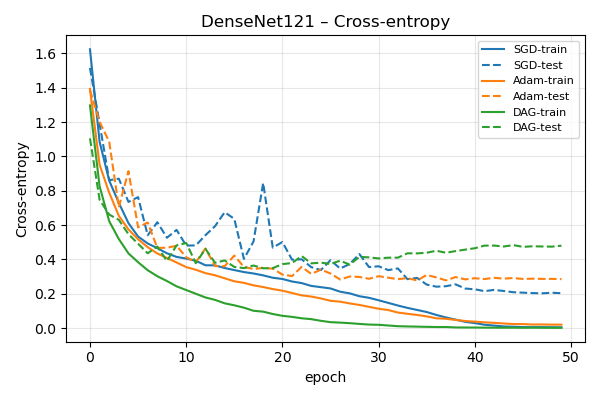 DenseNet121 – Cross-entropy
Cross-entropy
1.6
1.4
1.2
1.0
0.8
0.6
0.4
0.2
0.0
SGD-train
SGD-test
Adam-train
Adam-test
DAG-train
DAG-test
0 10 20 30 40 50
epoch